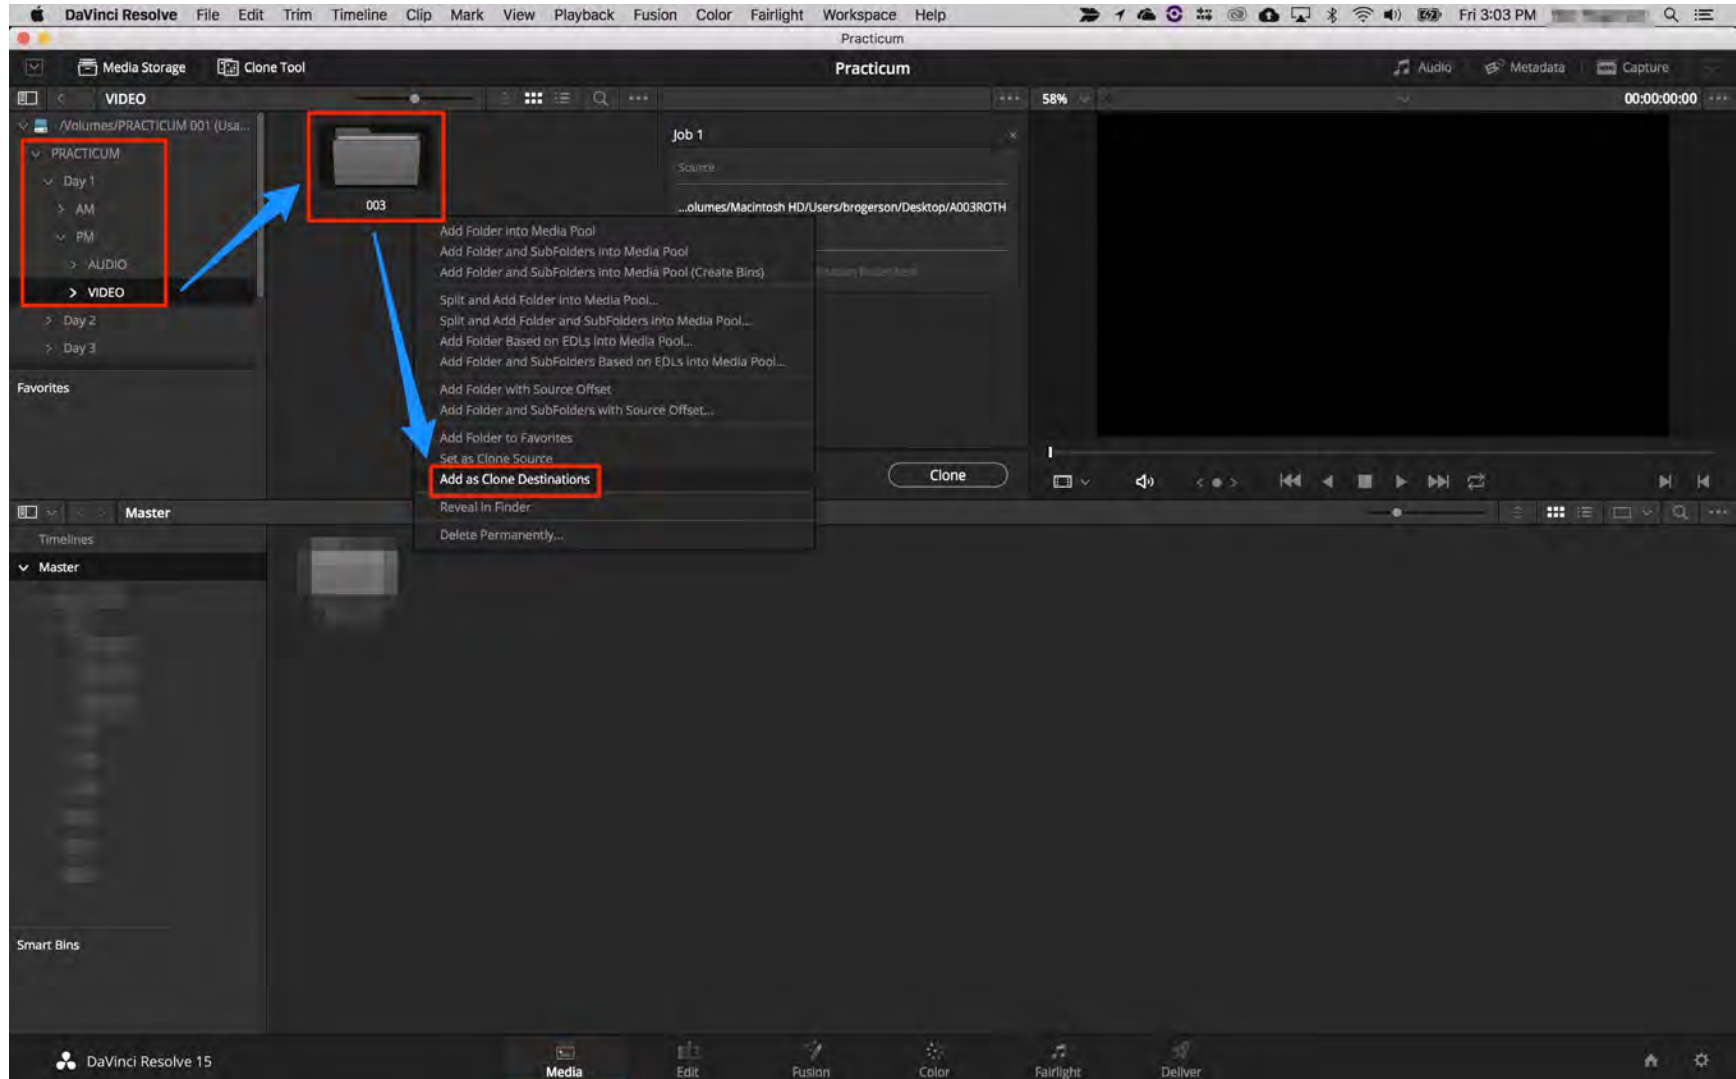 DaVinci Resolve File Edit Trim Timeline Clip Mark View Playback Fusion Color Fairlight Workspace Help Fri 3:03 PM
Practicum
Media Storage Clone Tool Practicum Audio Metadata Capture
VIDEO 58% 00:00:00:00
/Volumes/PRACTICUM 001 (Usa...
PRACTICUM
Day 1
AM
PM
AUDIO
VIDEO
Day 2
Day 3
Favorites
003
Job 1
Source
...olumes/Macintosh HD/Users/brogerson/Desktop/A003ROTH
Add Folder into Media Pool
Add Folder and SubFolders into Media Pool
Add Folder and SubFolders into Media Pool (Create Bins)
Split and Add Folder into Media Pool...
Split and Add Folder and SubFolders into Media Pool...
Add Folder Based on EDLs into Media Pool...
Add Folder and SubFolders Based on EDLs into Media Pool...
Add Folder with Source Offset
Add Folder and SubFolders with Source Offset...
Add Folder to Favorites
Set as Clone Source
Add as Clone Destinations
Reveal in Finder
Delete Permanently...
Clone
Master
Timelines
Master
Smart Bins
DaVinci Resolve 15
Media Edit Fusion Color Fairlight Deliver